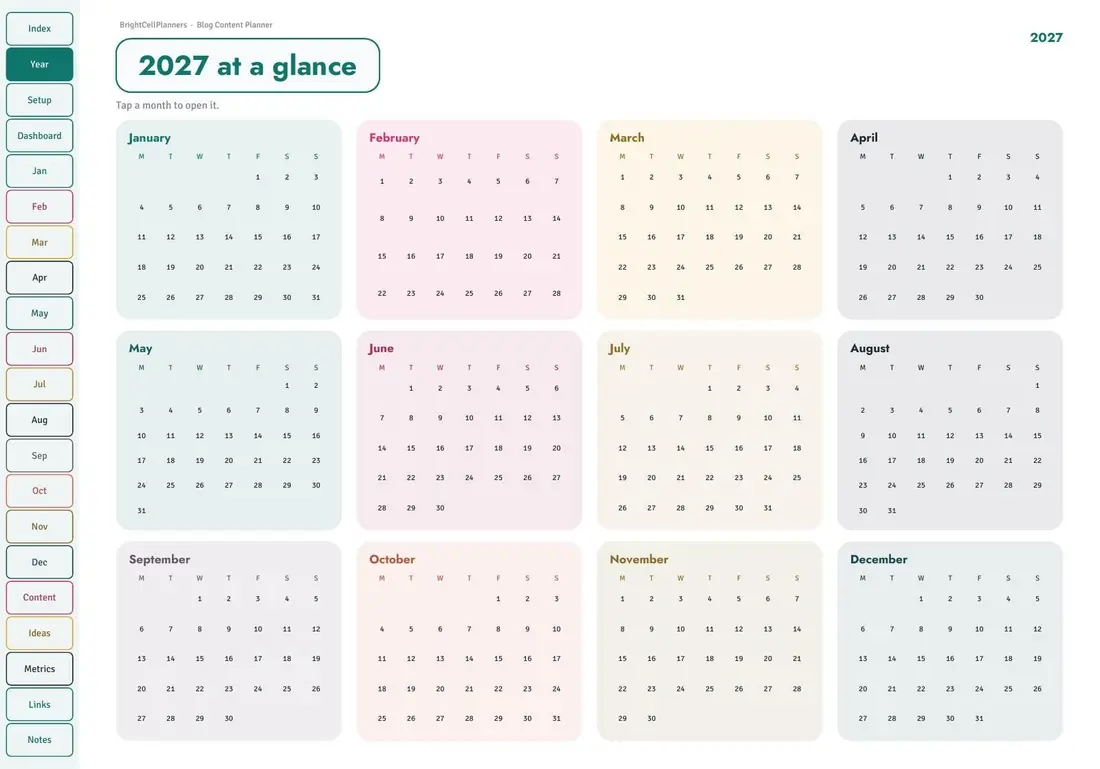 Index
Year
Setup
Dashboard
Jan
Feb
Mar
Apr
May
Jun
Jul
Aug
Sep
Oct
Nov
Dec
Content
Ideas
Metrics
Links
Notes
BrightCellPlanners · Blog Content Planner
2027
2027 at a glance
Tap a month to open it.
January
M T W T F S S
1 2 3
4 5 6 7 8 9 10
11 12 13 14 15 16 17
18 19 20 21 22 23 24
25 26 27 28 29 30 31
February
M T W T F S S
1 2 3 4 5 6 7
8 9 10 11 12 13 14
15 16 17 18 19 20 21
22 23 24 25 26 27 28
March
M T W T F S S
1 2 3 4 5 6 7
8 9 10 11 12 13 14
15 16 17 18 19 20 21
22 23 24 25 26 27 28
29 30 31
April
M T W T F S S
1 2 3 4
5 6 7 8 9 10 11
12 13 14 15 16 17 18
19 20 21 22 23 24 25
26 27 28 29 30
May
M T W T F S S
1 2
3 4 5 6 7 8 9
10 11 12 13 14 15 16
17 18 19 20 21 22 23
24 25 26 27 28 29 30
31
June
M T W T F S S
1 2 3 4 5 6
7 8 9 10 11 12 13
14 15 16 17 18 19 20
21 22 23 24 25 26 27
28 29 30
July
M T W T F S S
1 2 3 4
5 6 7 8 9 10 11
12 13 14 15 16 17 18
19 20 21 22 23 24 25
26 27 28 29 30 31
August
M T W T F S S
1
2 3 4 5 6 7 8
9 10 11 12 13 14 15
16 17 18 19 20 21 22
23 24 25 26 27 28 29
30 31
September
M T W T F S S
1 2 3 4 5
6 7 8 9 10 11 12
13 14 15 16 17 18 19
20 21 22 23 24 25 26
27 28 29 30
October
M T W T F S S
1 2 3
4 5 6 7 8 9 10
11 12 13 14 15 16 17
18 19 20 21 22 23 24
25 26 27 28 29 30 31
November
M T W T F S S
1 2 3 4 5 6 7
8 9 10 11 12 13 14
15 16 17 18 19 20 21
22 23 24 25 26 27 28
29 30
December
M T W T F S S
1 2 3 4 5
6 7 8 9 10 11 12
13 14 15 16 17 18 19
20 21 22 23 24 25 26
27 28 29 30 31